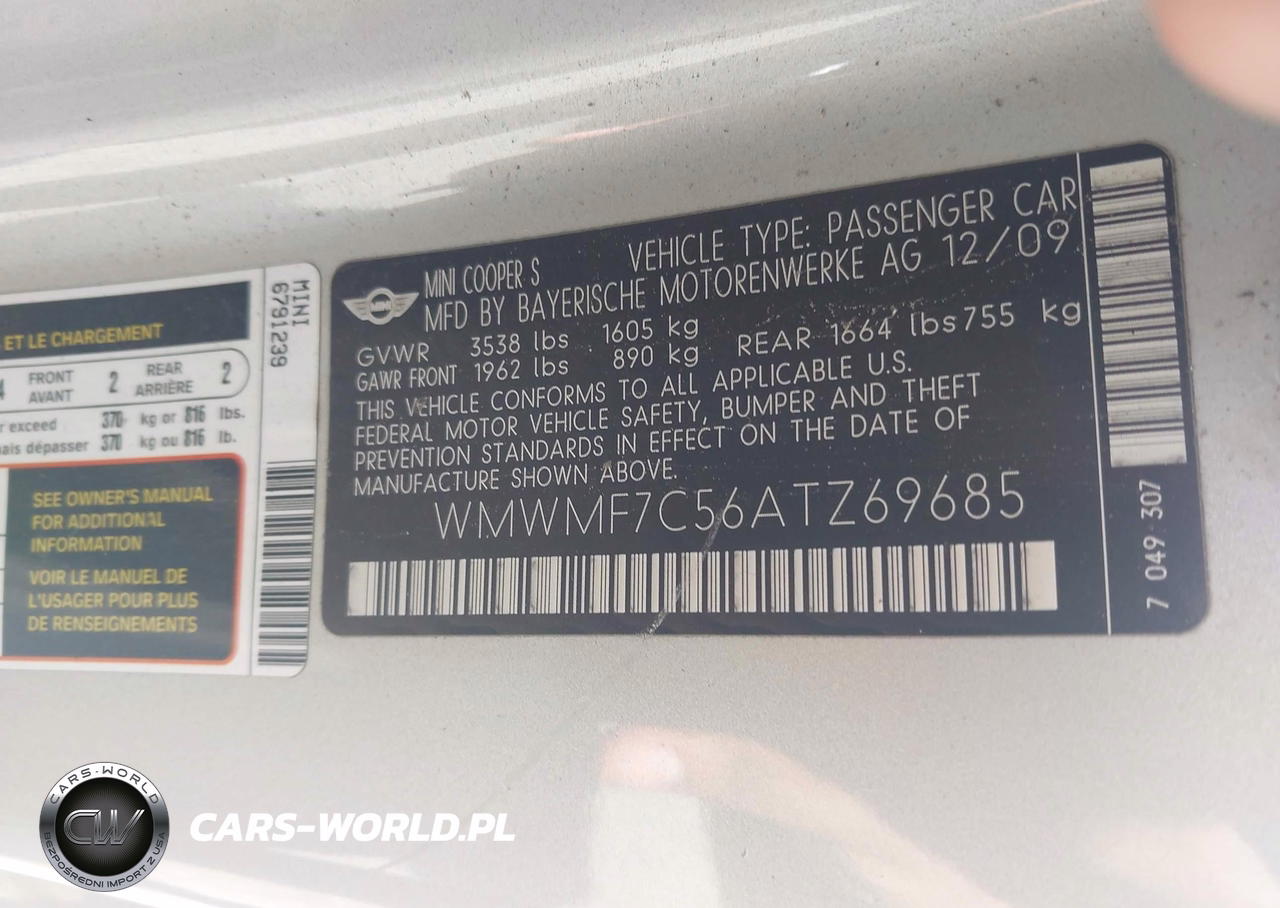 MINI
6791239
ET LE CHARGEMENT
4 FRONT AVANT 2 REAR ARRIÈRE 2
exceed 370 kg or 816 lbs.
dépasser 370 kg ou 816 lb.
SEE OWNER'S MANUAL
FOR ADDITIONAL
INFORMATION
VOIR LE MANUEL DE
L'USAGER POUR PLUS
DE RENSEIGNEMENTS
MINI COOPER S VEHICLE TYPE: PASSENGER CAR
MFD BY BAYERISCHE MOTORENWERKE AG 12/09
GVWR 3538 lbs 1605 kg
GAWR FRONT 1962 lbs 890 kg REAR 1664 lbs 755 kg
THIS VEHICLE CONFORMS TO ALL APPLICABLE U.S.
FEDERAL MOTOR VEHICLE SAFETY, BUMPER AND THEFT
PREVENTION STANDARDS IN EFFECT ON THE DATE OF
MANUFACTURE SHOWN ABOVE.
WMWMF7C56ATZ69685
7 049 307
CARS-WORLD
CW
BEZPOŚREDNI IMPORT Z USA
CARS-WORLD.PL